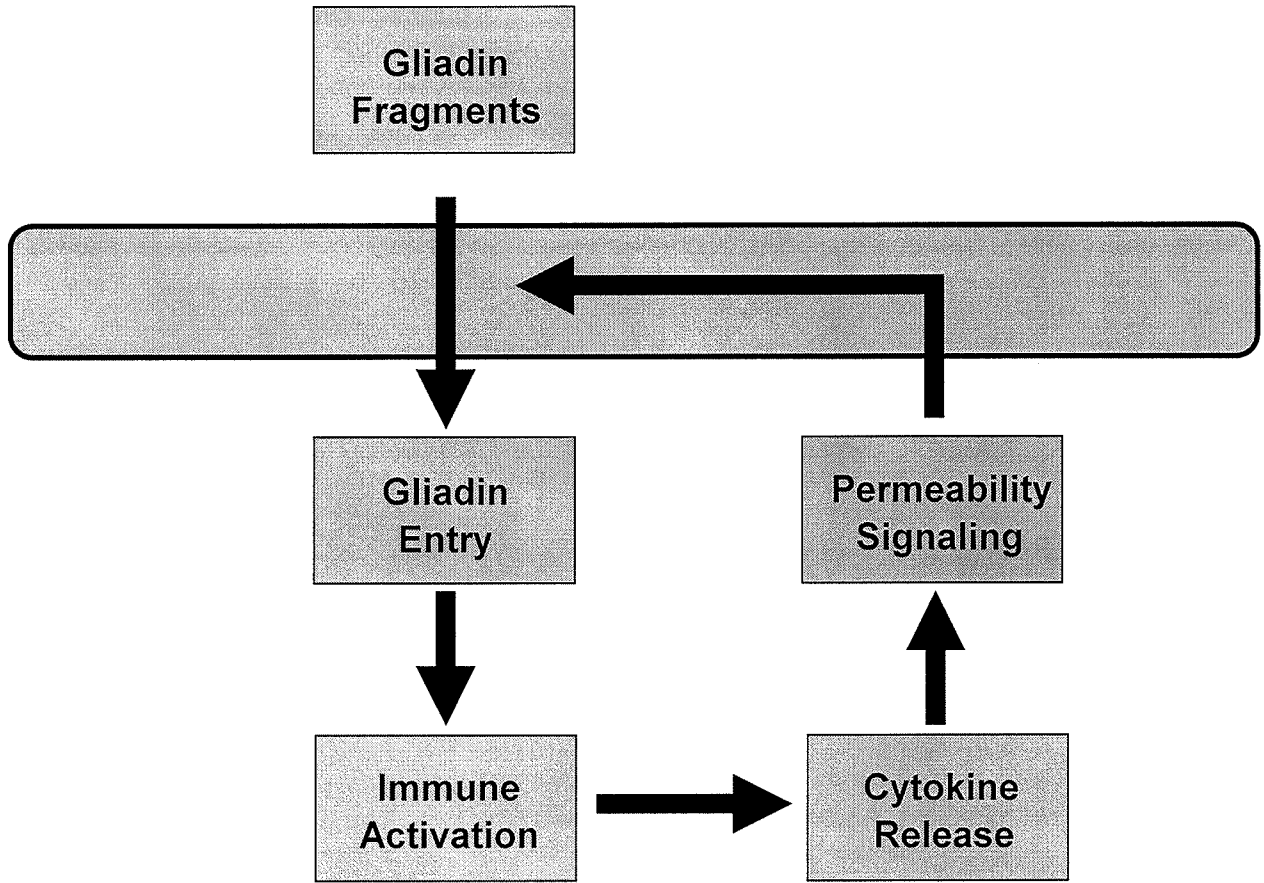 Gliadin
Fragments
Gliadin
Entry
Permeability
Signaling
Immune
Activation
Cytokine
Release